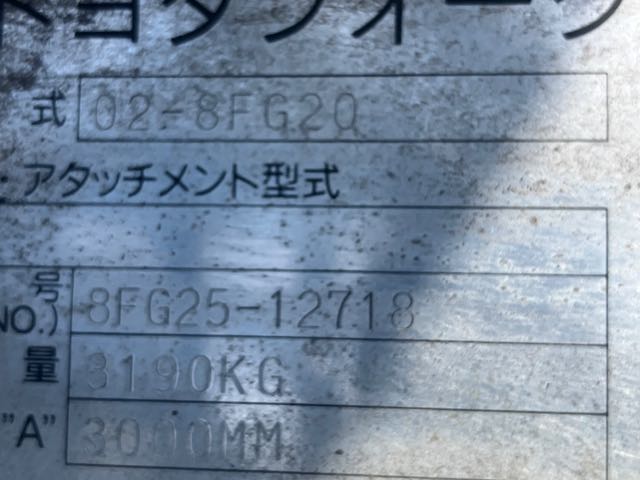 トヨタフォーク
式 02-8FG20
・アタッチメント型式
号
NO.) 8FG25-12718
量 3190KG
"A" 3000MM